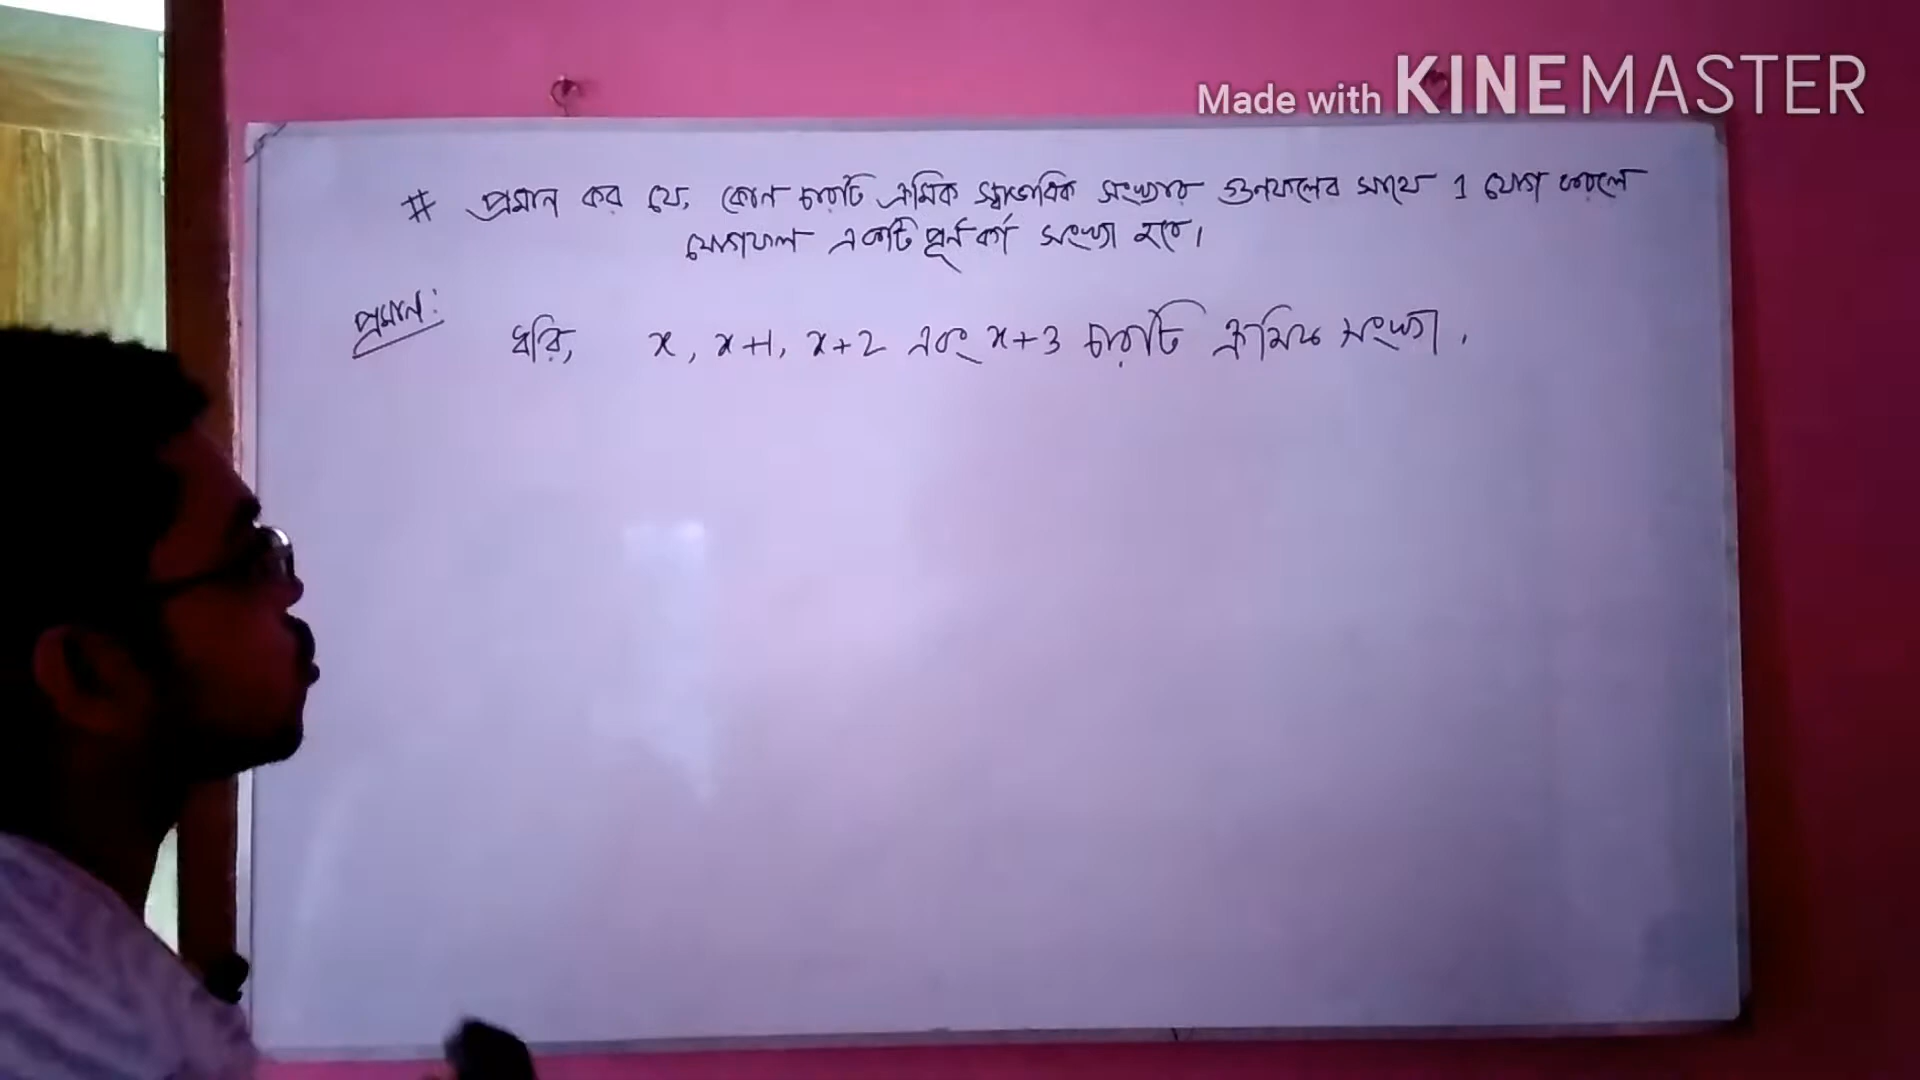 Made with KINEMASTER
# প্রমান কর যে, কোন চারটি ক্রমিক স্বাভাবিক সংখ্যার গুনফলের সাথে 1 যোগ করলে
যোগফল একটি পূর্নবর্গ সংখ্যা হবে।
প্রমান:
ধরি, x, x+1, x+2 এবং x+3 চারটি ক্রমিক সংখ্যা,